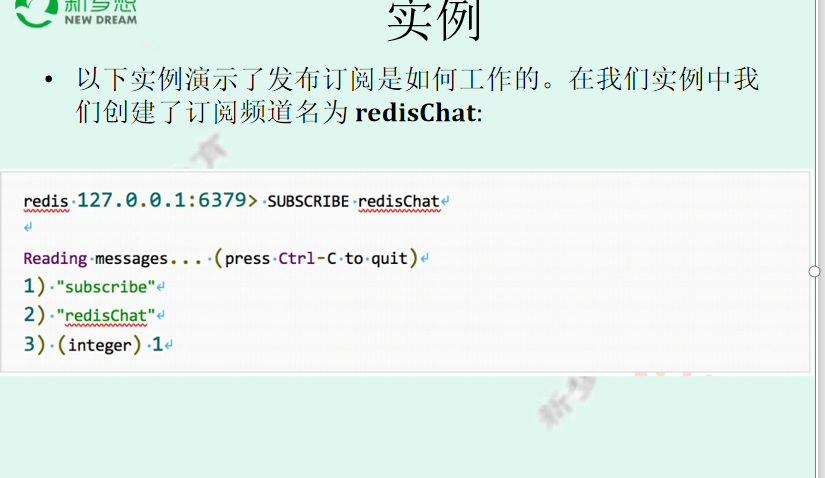 新梦想
NEW DREAM
实例
• 以下实例演示了发布订阅是如何工作的。在我们实例中我
们创建了订阅频道名为 redisChat:
redis 127.0.0.1:6379> SUBSCRIBE redisChat
Reading messages... (press Ctrl-C to quit)
1) "subscribe"
2) "redisChat"
3) (integer) 1